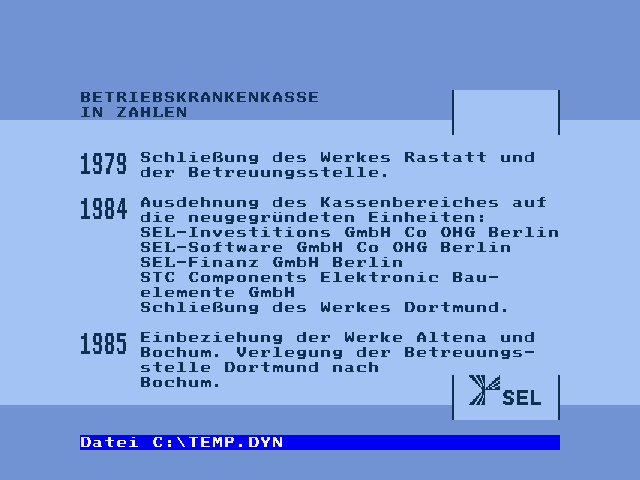 BETRIEBSKRANKENKASSE
IN ZAHLEN
1979 Schließung des Werkes Rastatt und
der Betreuungsstelle.
1984 Ausdehnung des Kassenbereiches auf
die neugegründeten Einheiten:
SEL-Investitions GmbH Co OHG Berlin
SEL-Software GmbH Co OHG Berlin
SEL-Finanz GmbH Berlin
STC Components Elektronic Bau-
elemente GmbH
Schließung des Werkes Dortmund.
1985 Einbeziehung der Werke Altena und
Bochum. Verlegung der Betreuungs-
stelle Dortmund nach
Bochum.
SEL
Datei C:\TEMP.DYN